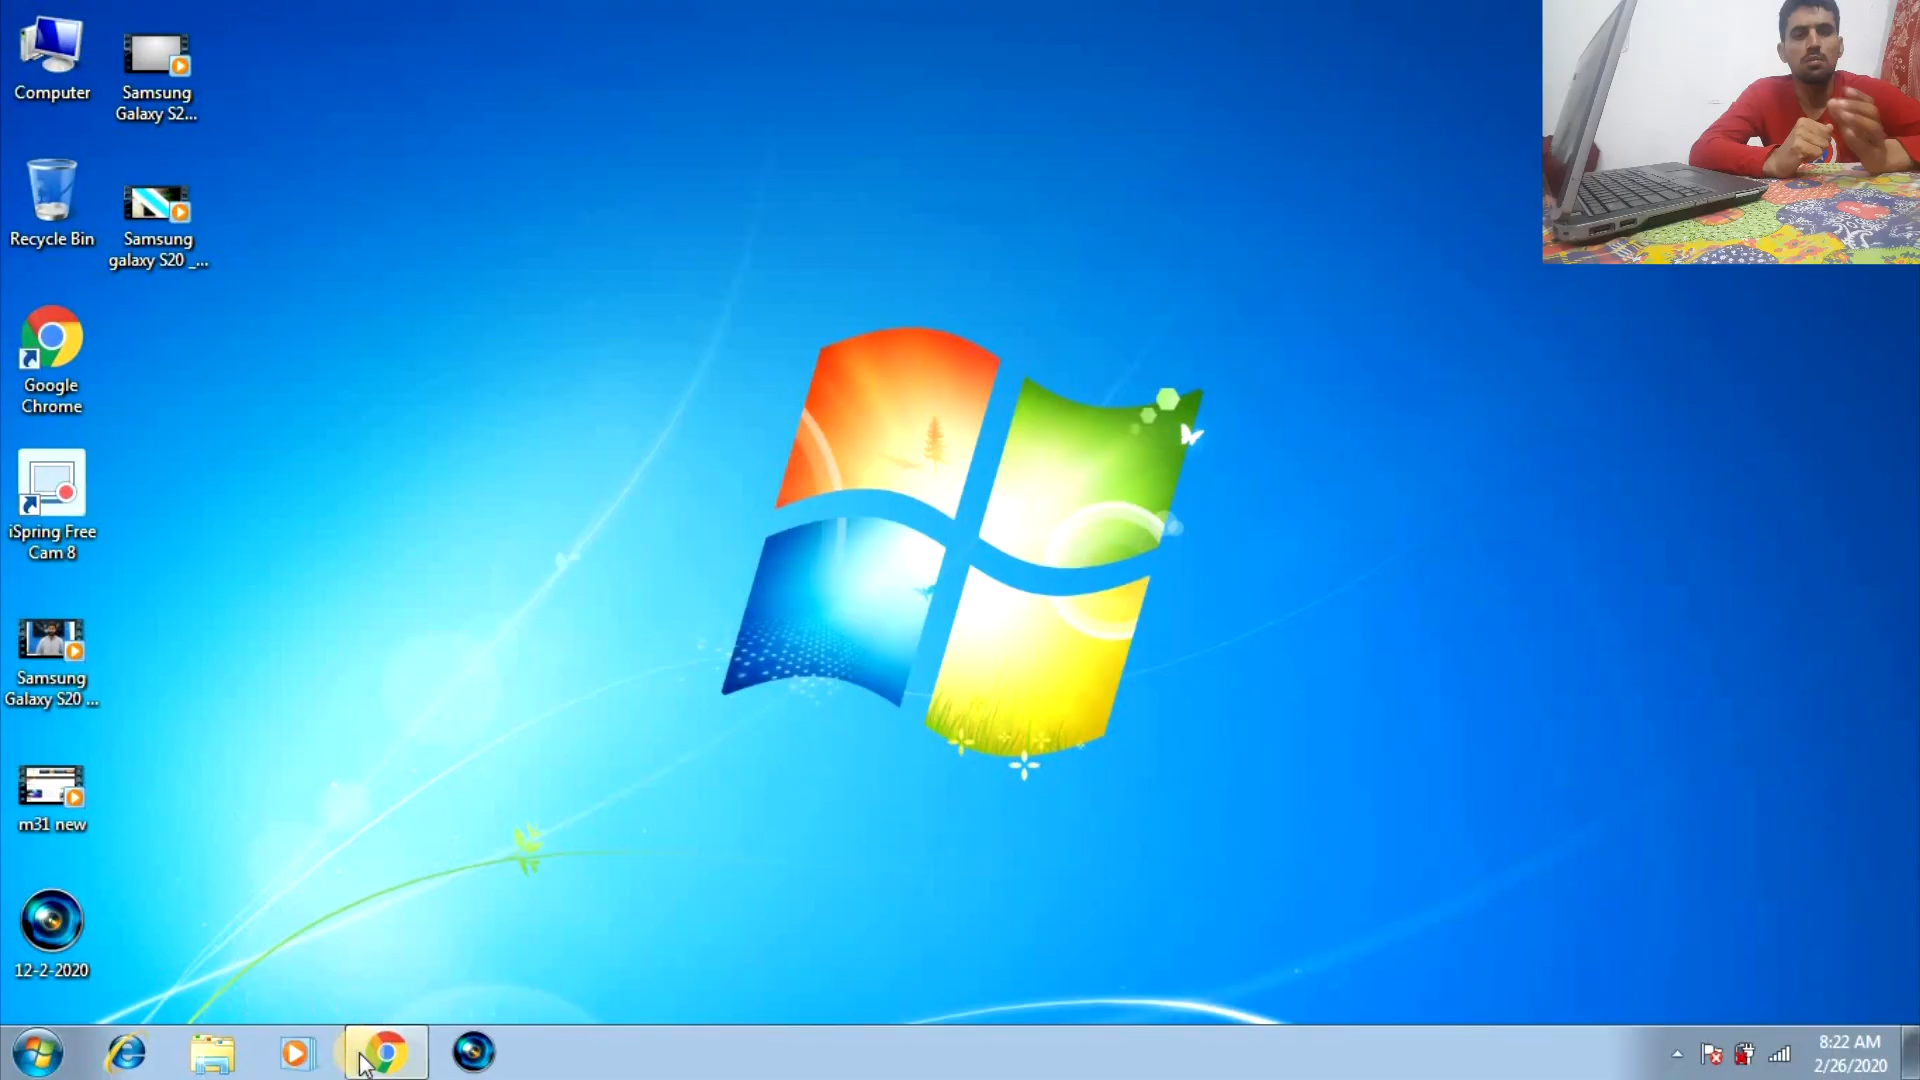 Computer
Samsung
Galaxy S2...
Recycle Bin
Samsung
galaxy S20 _...
Google
Chrome
iSpring Free
Cam 8
Samsung
Galaxy S20 ...
m31 new
12-2-2020
8:22 AM
2/26/2020